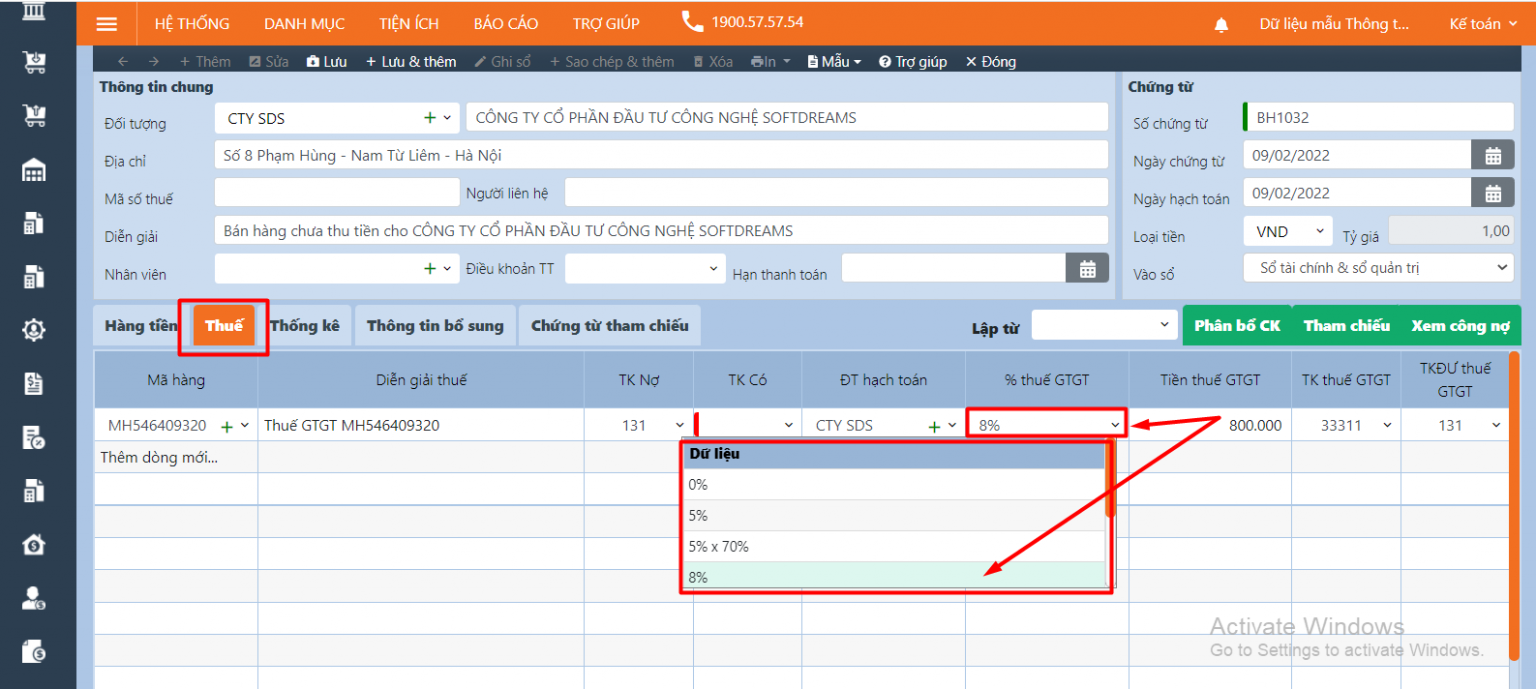 HỆ THỐNG DANH MỤC TIỆN ÍCH BÁO CÁO TRỢ GIÚP 1900.57.57.54 Dữ liệu mẫu Thông t... Kế toán
← → + Thêm Sửa Lưu + Lưu & thêm Ghi sổ + Sao chép & thêm Xóa In Mẫu Trợ giúp × Đóng
Thông tin chung
Đối tượng CTY SDS CÔNG TY CỔ PHẦN ĐẦU TƯ CÔNG NGHỆ SOFTDREAMS
Địa chỉ Số 8 Phạm Hùng - Nam Từ Liêm - Hà Nội
Mã số thuế Người liên hệ
Diễn giải Bán hàng chưa thu tiền cho CÔNG TY CỔ PHẦN ĐẦU TƯ CÔNG NGHỆ SOFTDREAMS
Nhân viên Điều khoản TT Hạn thanh toán
Chứng từ
Số chứng từ BH1032
Ngày chứng từ 09/02/2022
Ngày hạch toán 09/02/2022
Loại tiền VND Tỷ giá 1,00
Vào sổ Sổ tài chính & sổ quản trị
Hàng tiền Thuế Thống kê Thông tin bổ sung Chứng từ tham chiếu Lập từ Phân bổ CK Tham chiếu Xem công nợ
Mã hàng Diễn giải thuế TK Nợ TK Có ĐT hạch toán % thuế GTGT Tiền thuế GTGT TK thuế GTGT TKĐƯ thuế GTGT
MH546409320 Thuế GTGT MH546409320 131 CTY SDS 8% 800.000 33311 131
Thêm dòng mới...
Dữ liệu
0%
5%
5% x 70%
8%
Activate Windows
Go to Settings to activate Windows.